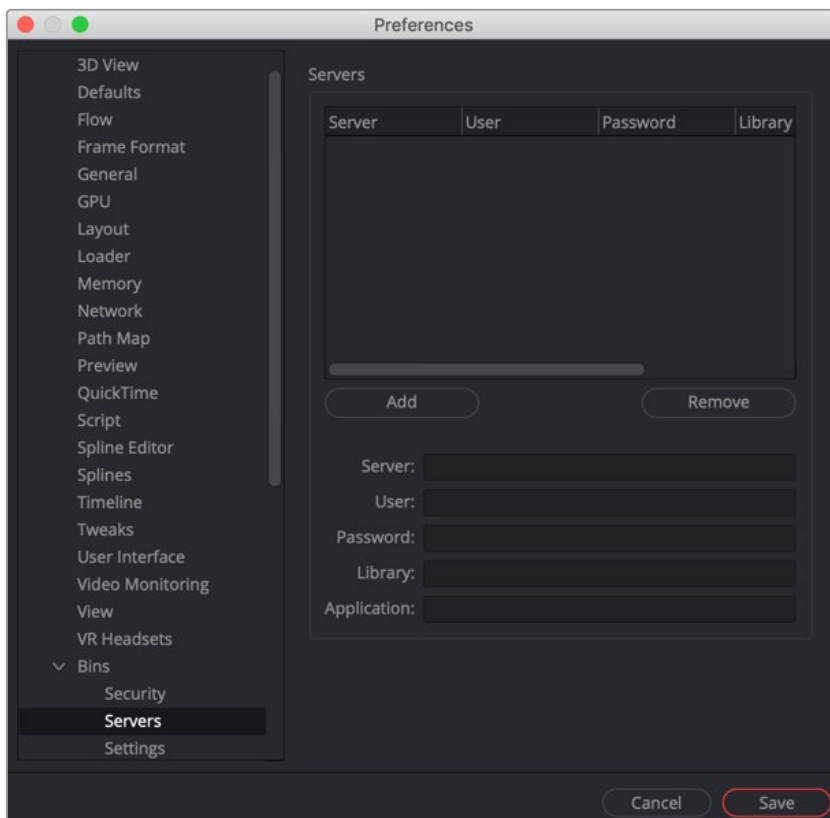 Preferences
3D View
Defaults
Flow
Frame Format
General
GPU
Layout
Loader
Memory
Network
Path Map
Preview
QuickTime
Script
Spline Editor
Splines
Timeline
Tweaks
User Interface
Video Monitoring
View
VR Headsets
Bins
Security
Servers
Settings
Servers
Server User Password Library
Add Remove
Server:
User:
Password:
Library:
Application:
Cancel Save